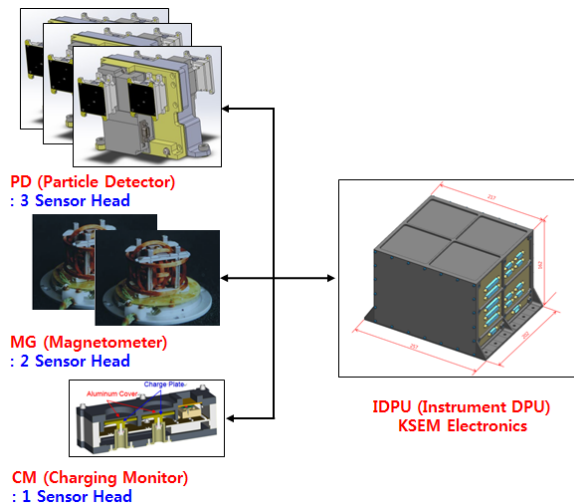 PD (Particle Detector)
: 3 Sensor Head
MG (Magnetometer)
: 2 Sensor Head
Aluminum Cover
Charge Plate
CM (Charging Monitor)
: 1 Sensor Head
IDPU (Instrument DPU)
KSEM Electronics